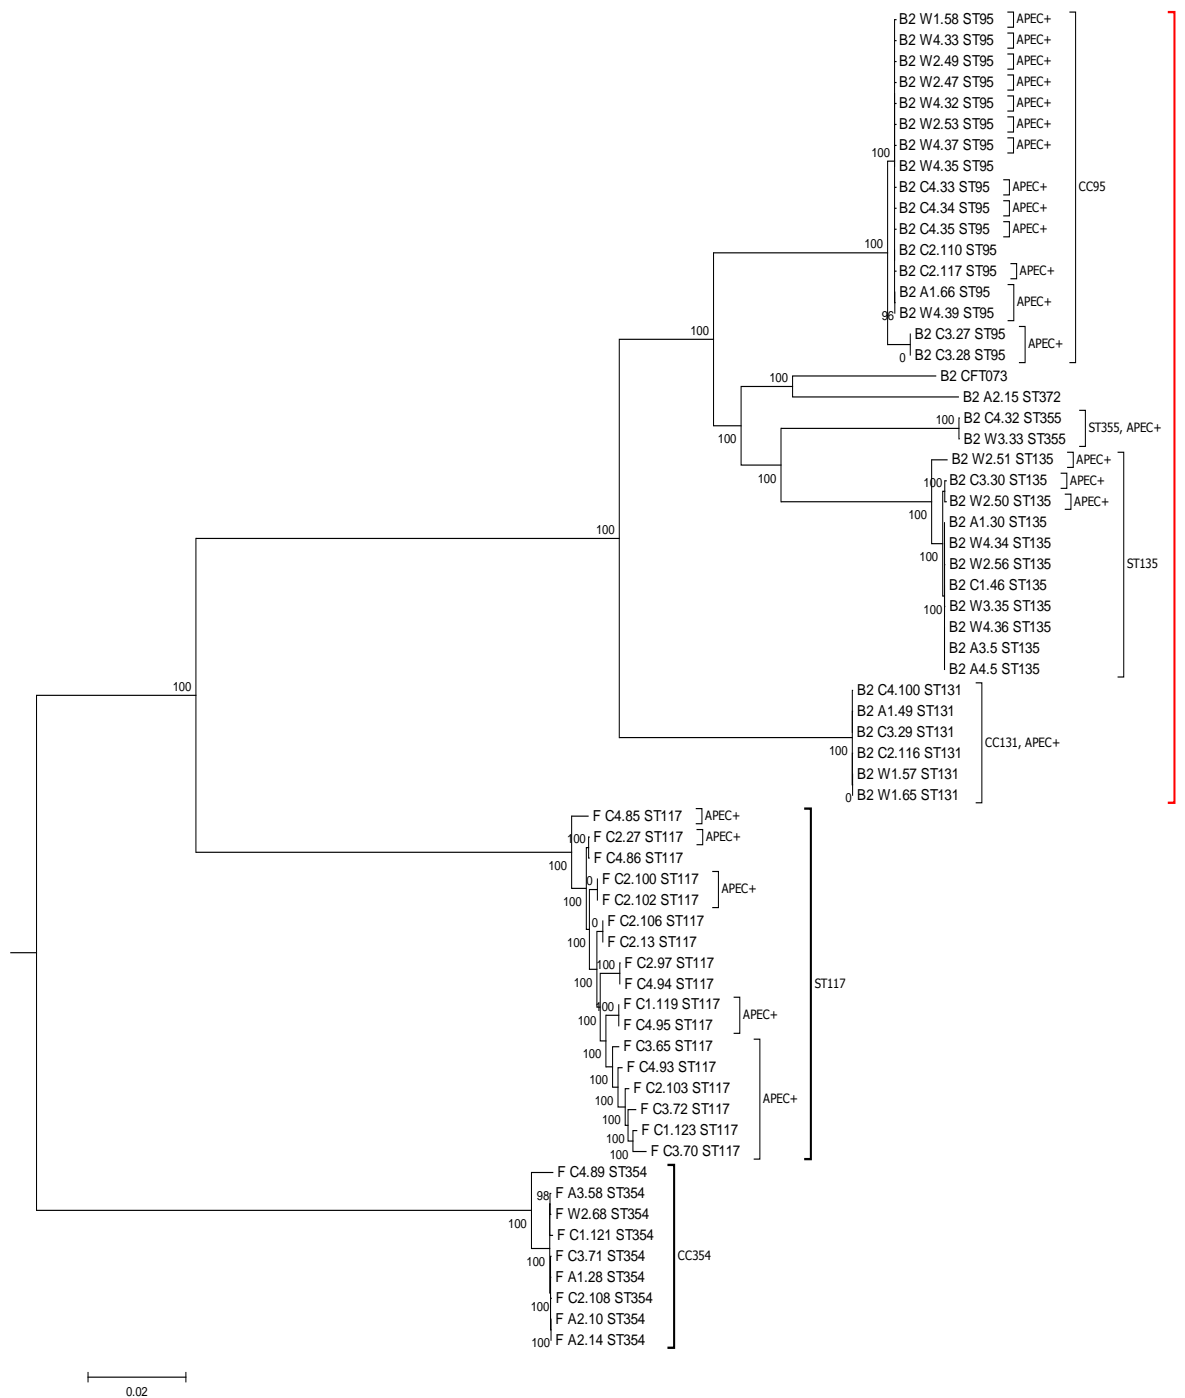 B2 W1.58 ST95 APEC+
B2 W4.33 ST95 APEC+
B2 W2.49 ST95 APEC+
B2 W2.47 ST95 APEC+
B2 W4.32 ST95 APEC+
B2 W2.53 ST95 APEC+
B2 W4.37 ST95 APEC+
100
B2 W4.35 ST95
B2 C4.33 ST95 APEC+ CC95
B2 C4.34 ST95 APEC+
B2 C4.35 ST95 APEC+
100
B2 C2.110 ST95
B2 C2.117 ST95 APEC+
B2 A1.66 ST95
APEC+
B2 W4.39 ST95
96
100
B2 C3.27 ST95
APEC+
0 B2 C3.28 ST95
100 B2 CFT073
B2 A2.15 ST372
100 B2 C4.32 ST355
ST355, APEC+
100 B2 W3.33 ST355
B2 W2.51 ST135 APEC+
100
100 B2 C3.30 ST135 APEC+
B2 W2.50 ST135 APEC+
100
B2 A1.30 ST135
100
B2 W4.34 ST135
100
B2 W2.56 ST135 ST135
B2 C1.46 ST135
100 B2 W3.35 ST135
B2 W4.36 ST135
B2 A3.5 ST135
B2 A4.5 ST135
100
B2 C4.100 ST131
B2 A1.49 ST131
B2 C3.29 ST131
CC131, APEC+
100 B2 C2.116 ST131
B2 W1.57 ST131
0 B2 W1.65 ST131
F C4.85 ST117 APEC+
100 F C2.27 ST117 APEC+
100 F C4.86 ST117
0 F C2.100 ST117
APEC+
100 F C2.102 ST117
0 F C2.106 ST117
100 F C2.13 ST117
100 F C2.97 ST117
100 F C4.94 ST117 ST117
100 F C1.119 ST117
APEC+
100 F C4.95 ST117
F C3.65 ST117
100
F C4.93 ST117
100
F C2.103 ST117
APEC+
100
F C3.72 ST117
100
F C1.123 ST117
100
F C3.70 ST117
100
F C4.89 ST354
98 F A3.58 ST354
F W2.68 ST354
100
F C1.121 ST354
F C3.71 ST354 CC354
100
F A1.28 ST354
F C2.108 ST354
100
F A2.10 ST354
100 F A2.14 ST354
0.02